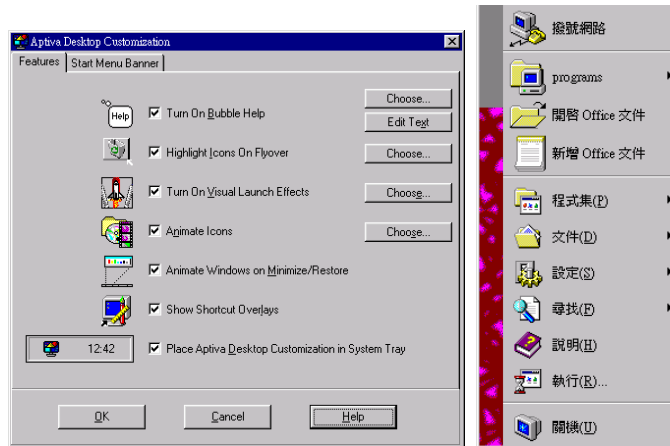 Aptiva Desktop Customization
Features
Start Menu Banner
Help
Turn On Bubble Help
Choose...
Edit Text
Highlight Icons On Flyover
Choose...
Turn On Visual Launch Effects
Choose...
Animate Icons
Choose...
Animate Windows on Minimize/Restore
Show Shortcut Overlays
12:42
Place Aptiva Desktop Customization in System Tray
OK
Cancel
Help
撥號網路
programs
開啓 Office 文件
新增 Office 文件
程式集(P)
文件(D)
設定(S)
尋找(F)
說明(H)
執行(R)...
關機(U)